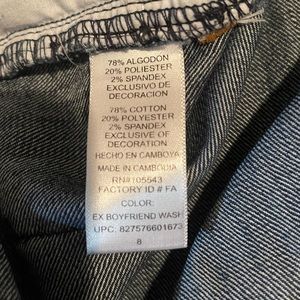 78% ALGODON
20% POLIESTER
2% SPANDEX
EXCLUSIVO DE
DECORACION
78% COTTON
20% POLYESTER
2% SPANDEX
EXCLUSIVE OF
DECORATION
HECHO EN CAMBOYA
MADE IN CAMBODIA
RN#105543
FACTORY ID # FA
COLOR:
EX BOYFRIEND WASH
UPC: 827576601673
8